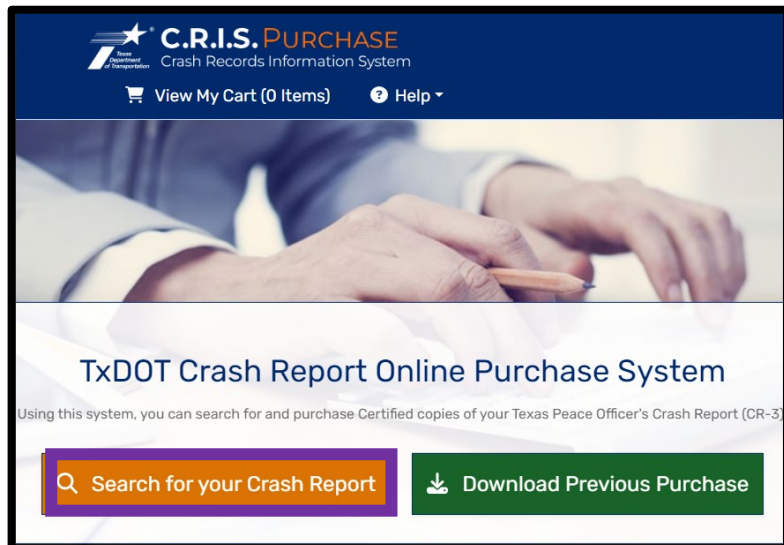 Texas
Department
of Transportation
C.R.I.S. PURCHASE
Crash Records Information System
View My Cart (0 Items)
Help
TxDOT Crash Report Online Purchase System
Using this system, you can search for and purchase Certified copies of your Texas Peace Officer's Crash Report (CR-3)
Search for your Crash Report
Download Previous Purchase